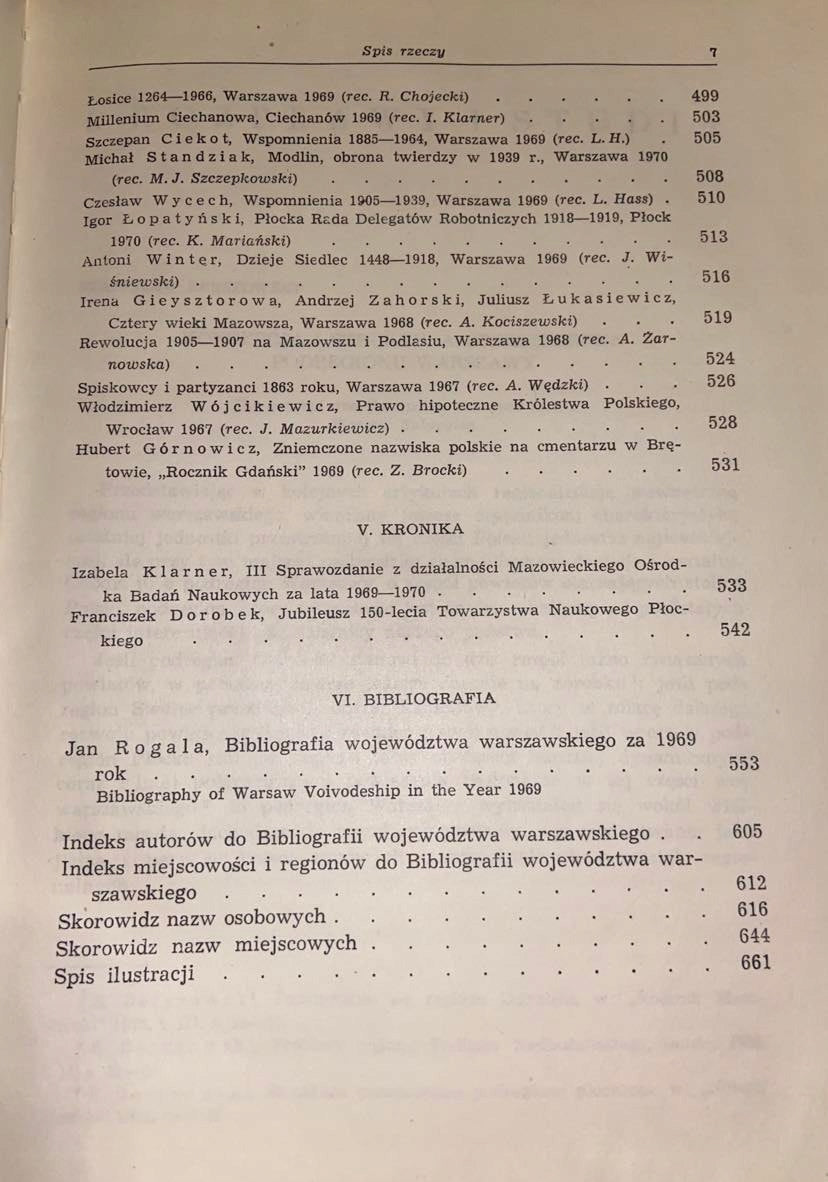 Spis rzeczy 7
Łosice 1264—1966, Warszawa 1969 (rec. R. Chojecki) . . . . . . 499
Millenium Ciechanowa, Ciechanów 1969 (rec. I. Klarner) . . . . . 503
Szczepan Ciekot, Wspomnienia 1885—1964, Warszawa 1969 (rec. L. H.) . 505
Michał Standziak, Modlin, obrona twierdzy w 1939 r., Warszawa 1970
(rec. M. J. Szczepkowski) . . . . . . . . . . . 508
Czesław Wycech, Wspomnienia 1905—1939, Warszawa 1969 (rec. L. Hass) . 510
Igor Łopatyński, Płocka Rada Delegatów Robotniczych 1918—1919, Płock
1970 (rec. K. Mariański) . . . . . . . . . . . 513
Antoni Winter, Dzieje Siedlec 1448—1918, Warszawa 1969 (rec. J. Wi-
śniewski) . . . . . . . . . . . . . . . 516
Irena Gieysztorowa, Andrzej Zahorski, Juliusz Łukasiewicz,
Cztery wieki Mazowsza, Warszawa 1968 (rec. A. Kociszewski) . . . 519
Rewolucja 1905—1907 na Mazowszu i Podlasiu, Warszawa 1968 (rec. A. Żar-
nowska) . . . . . . . . . . . . . . . 524
Spiskowcy i partyzanci 1863 roku, Warszawa 1967 (rec. A. Wędzki) . . . 526
Włodzimierz Wójcikiewicz, Prawo hipoteczne Królestwa Polskiego,
Wrocław 1967 (rec. J. Mazurkiewicz) . . . . . . . . . 528
Hubert Górnowicz, Zniemczone nazwiska polskie na cmentarzu w Brę-
towie, „Rocznik Gdański” 1969 (rec. Z. Brocki) . . . . . . 531
V. KRONIKA
Izabela Klarner, III Sprawozdanie z działalności Mazowieckiego Ośrod-
ka Badań Naukowych za lata 1969—1970 . . . . . . . . 533
Franciszek Dorobek, Jubileusz 150-lecia Towarzystwa Naukowego Płoc-
kiego . . . . . . . . . . . . . . . 542
VI. BIBLIOGRAFIA
Jan Rogala, Bibliografia województwa warszawskiego za 1969
rok . . . . . . . . . . . . . . . . 553
Bibliography of Warsaw Voivodeship in the Year 1969
Indeks autorów do Bibliografii województwa warszawskiego . . 605
Indeks miejscowości i regionów do Bibliografii województwa war-
szawskiego . . . . . . . . . . . . . . 612
Skorowidz nazw osobowych . . . . . . . . . . . 616
Skorowidz nazw miejscowych . . . . . . . . . . 644
Spis ilustracji . . . . . . . . . . . . . . 661